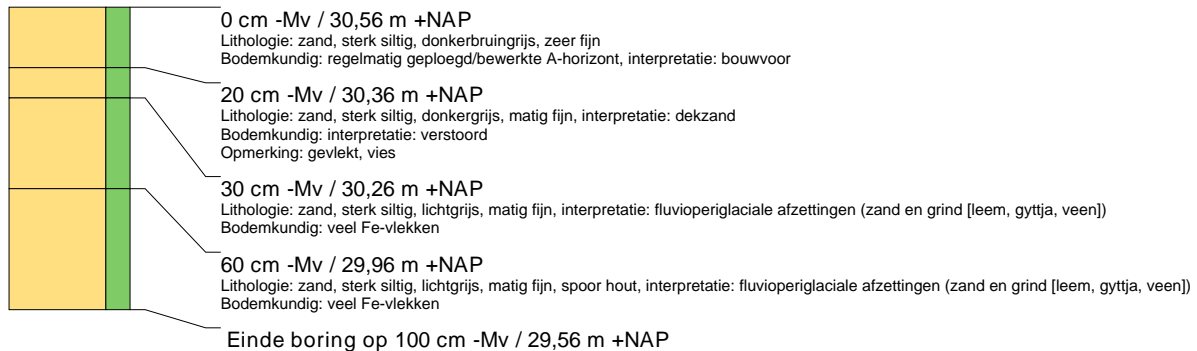 0 cm -Mv / 30,56 m +NAP
Lithologie: zand, sterk siltig, donkerbruingrijs, zeer fijn
Bodemkundig: regelmatig geploegd/bewerkte A-horizont, interpretatie: bouwvoor
20 cm -Mv / 30,36 m +NAP
Lithologie: zand, sterk siltig, donkergrijs, matig fijn, interpretatie: dekzand
Bodemkundig: interpretatie: verstoord
Opmerking: gevlekt, vies
30 cm -Mv / 30,26 m +NAP
Lithologie: zand, sterk siltig, lichtgrijs, matig fijn, interpretatie: fluvioperiglaciale afzettingen (zand en grind [leem, gyttja, veen])
Bodemkundig: veel Fe-vlekken
60 cm -Mv / 29,96 m +NAP
Lithologie: zand, sterk siltig, lichtgrijs, matig fijn, spoor hout, interpretatie: fluvioperiglaciale afzettingen (zand en grind [leem, gyttja, veen])
Bodemkundig: veel Fe-vlekken
Einde boring op 100 cm -Mv / 29,56 m +NAP